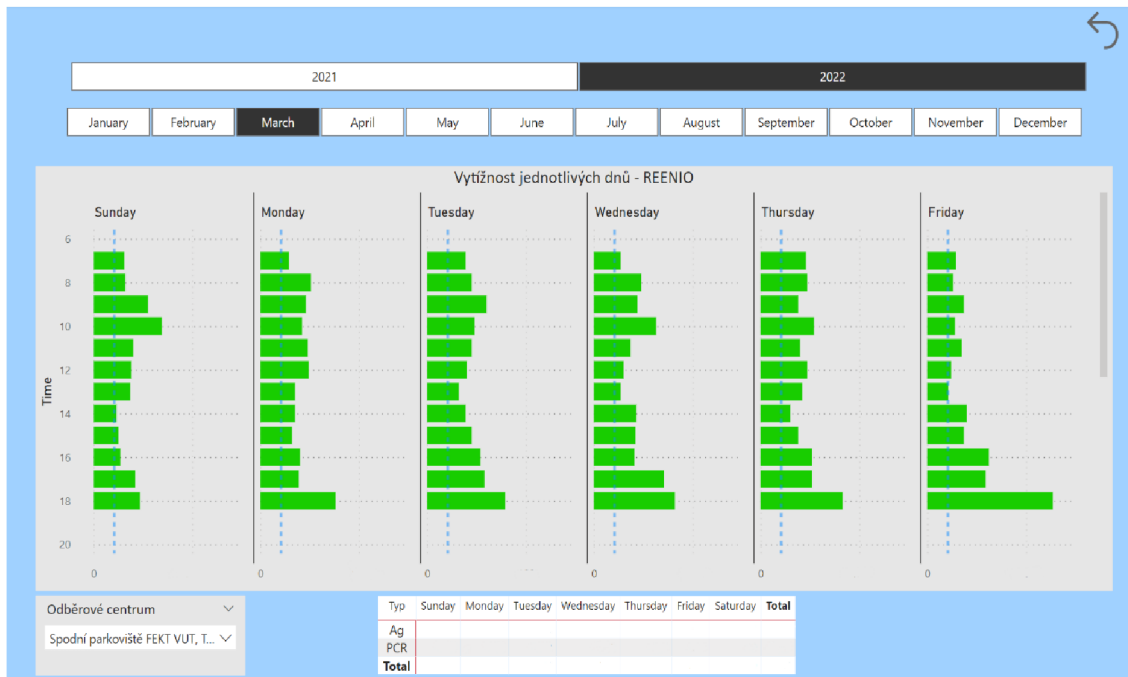 2021 2022
January February March April May June July August September October November December
Vytížnost jednotlivých dnů - REENIO
Sunday Monday Tuesday Wednesday Thursday Friday
Time
6
8
10
12
14
16
18
20
0 0 0 0 0 0
Odběrové centrum
Spodní parkoviště FEKT VUT, T...
Typ Sunday Monday Tuesday Wednesday Thursday Friday Saturday Total
Ag
PCR
Total